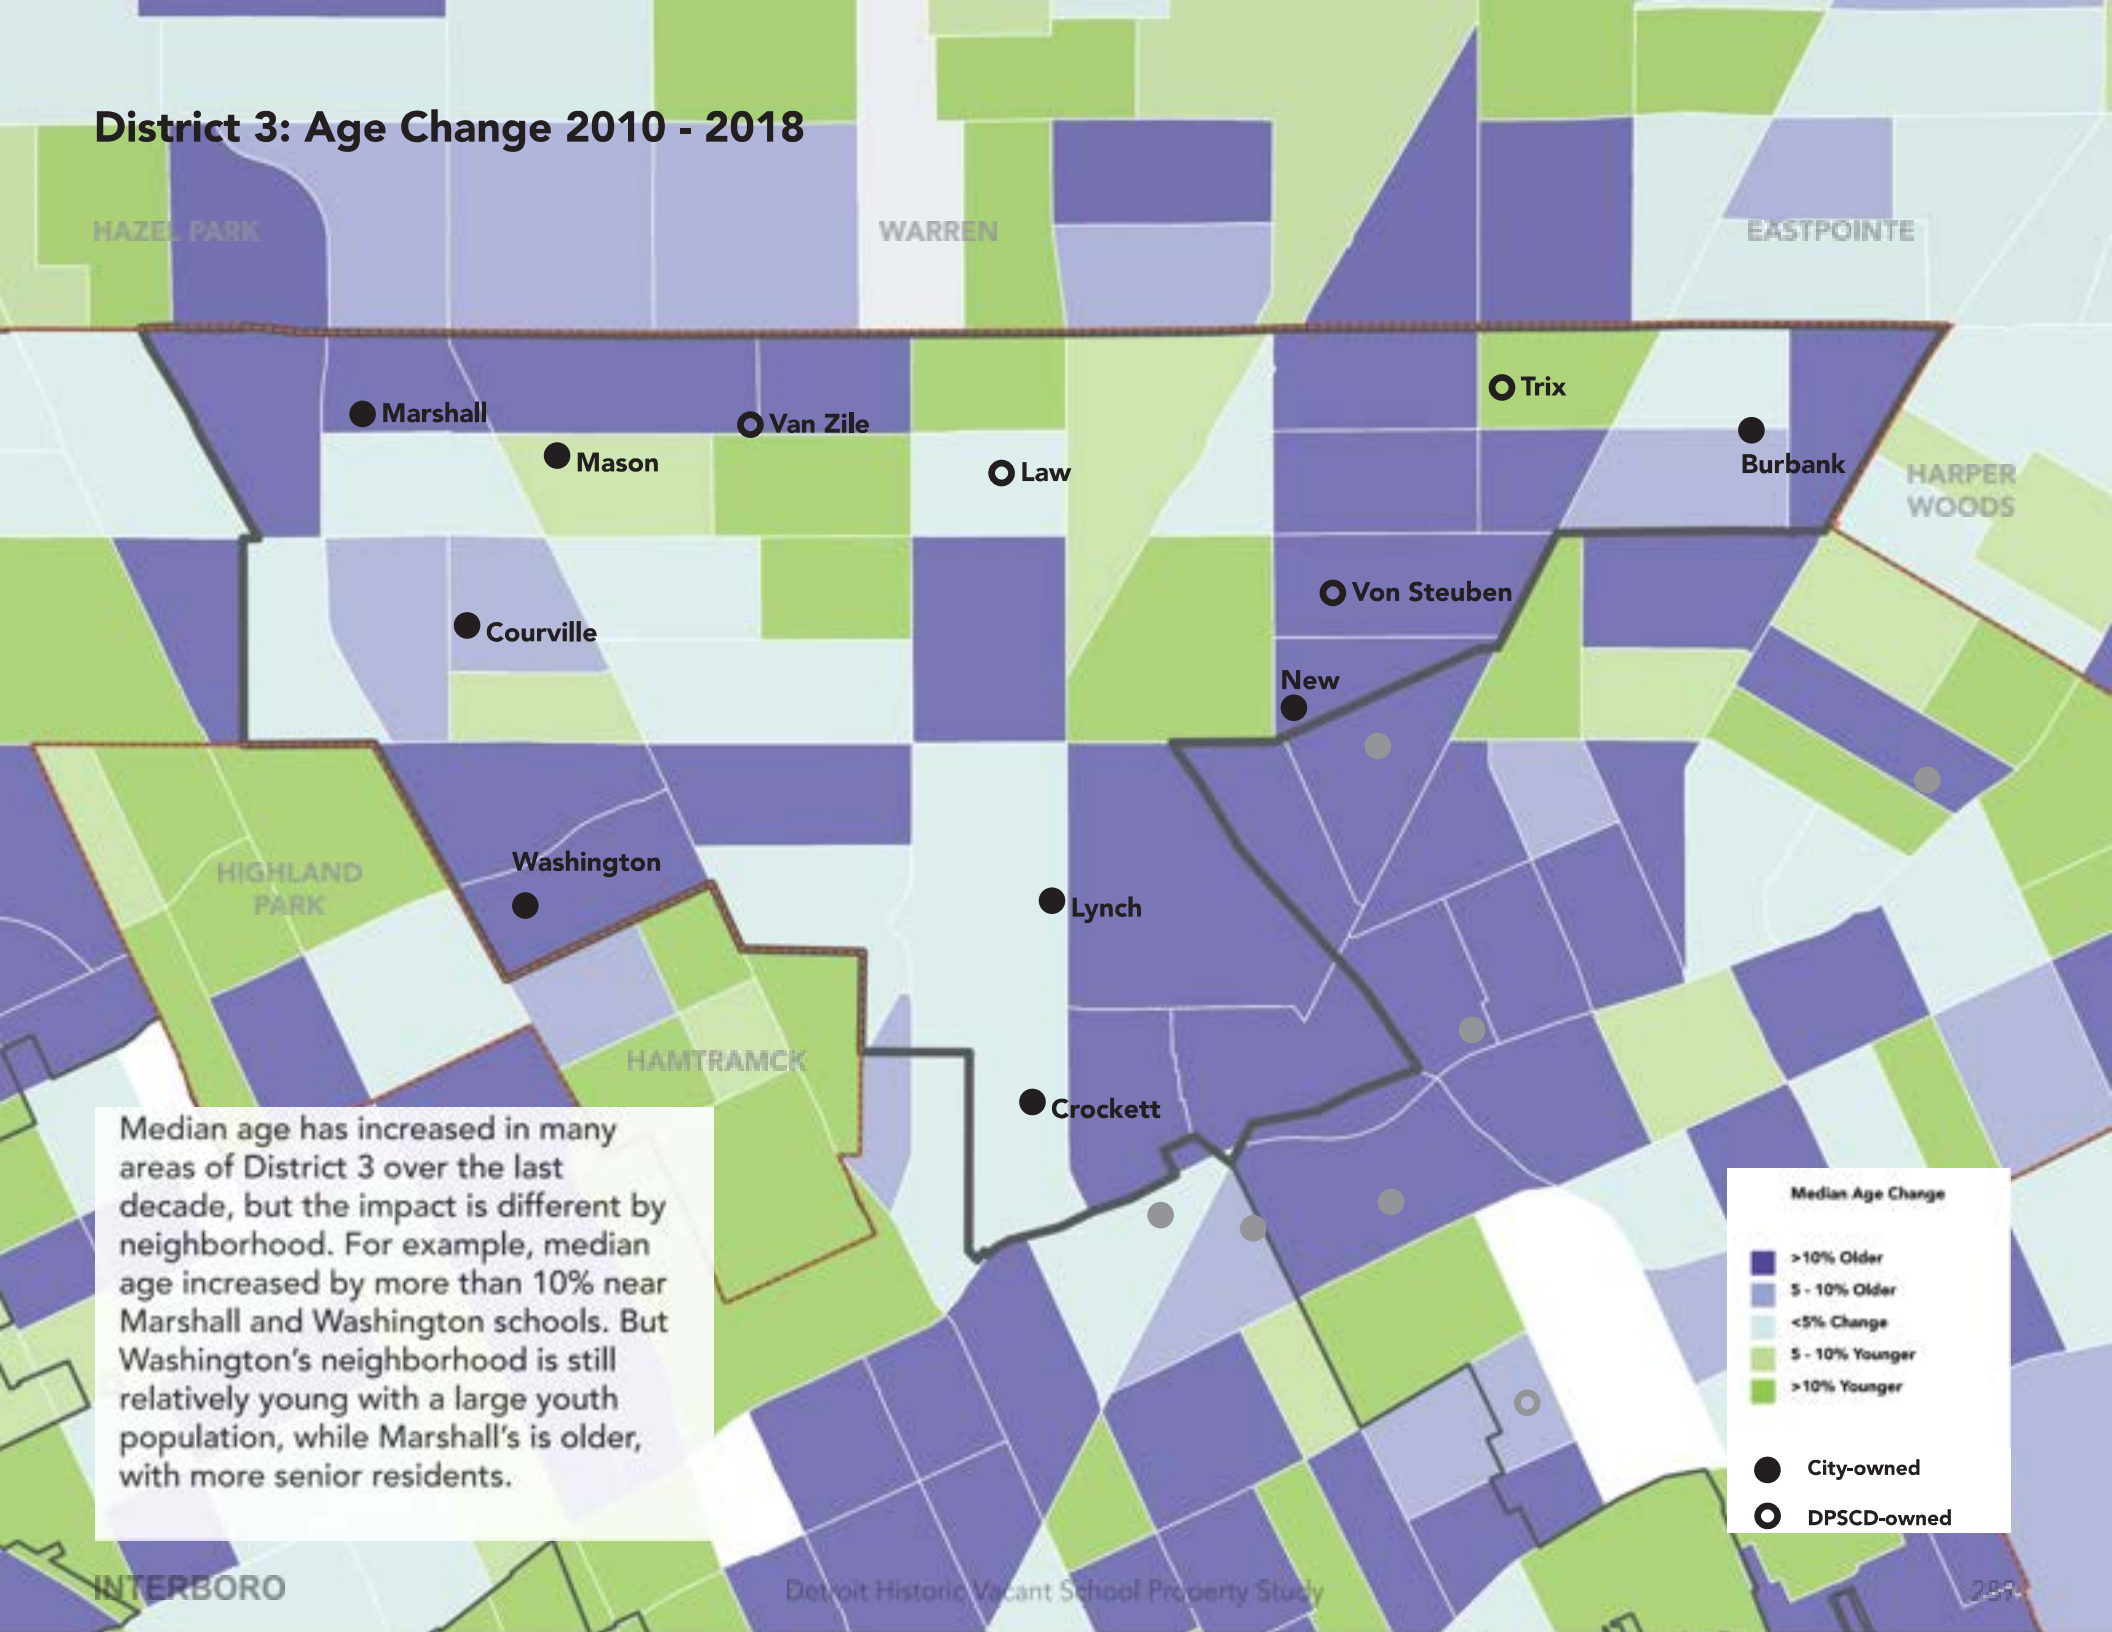 District 3: Age Change 2010 - 2018
HAZEL PARK
WARREN
EASTPOINTE
Trix
Marshall
Van Zile
Mason
Law
Burbank
HARPER
WOODS
Von Steuben
Courville
New
Washington
HIGHLAND
PARK
Lynch
HAMTRAMCK
Crockett
Median age has increased in many
areas of District 3 over the last
decade, but the impact is different by
neighborhood. For example, median
age increased by more than 10% near
Marshall and Washington schools. But
Washington's neighborhood is still
relatively young with a large youth
population, while Marshall's is older,
with more senior residents.
Median Age Change
>10% Older
5 - 10% Older
<5% Change
5 - 10% Younger
>10% Younger
City-owned
DPSCD-owned
INTERBORO
Detroit Historic Vacant School Property Study